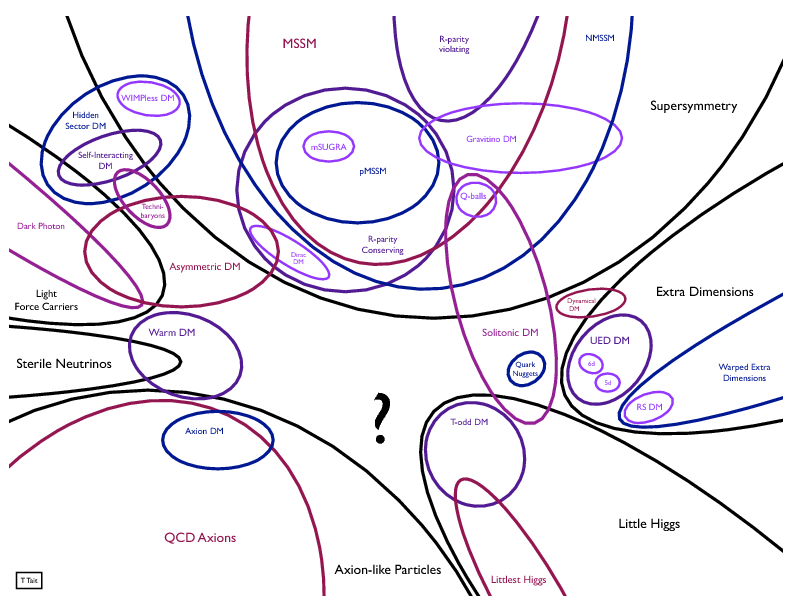 MSSM
R-parity
violating
NMSSM
Supersymmetry
WIMPless DM
Hidden
Sector DM
Self-Interacting
DM
Techni-
baryons
Dark Photon
Asymmetric DM
Light
Force Carriers
mSUGRA
pMSSM
Gravitino DM
Q-balls
R-parity
Conserving
Dirac
DM
Dynamical
DM
Extra Dimensions
Solitonic DM
UED DM
6d
5d
Warped Extra
Dimensions
RS DM
Quark
Nuggets
Warm DM
Sterile Neutrinos
?
Axion DM
T-odd DM
QCD Axions
Axion-like Particles
Little Higgs
Littlest Higgs
T Tait